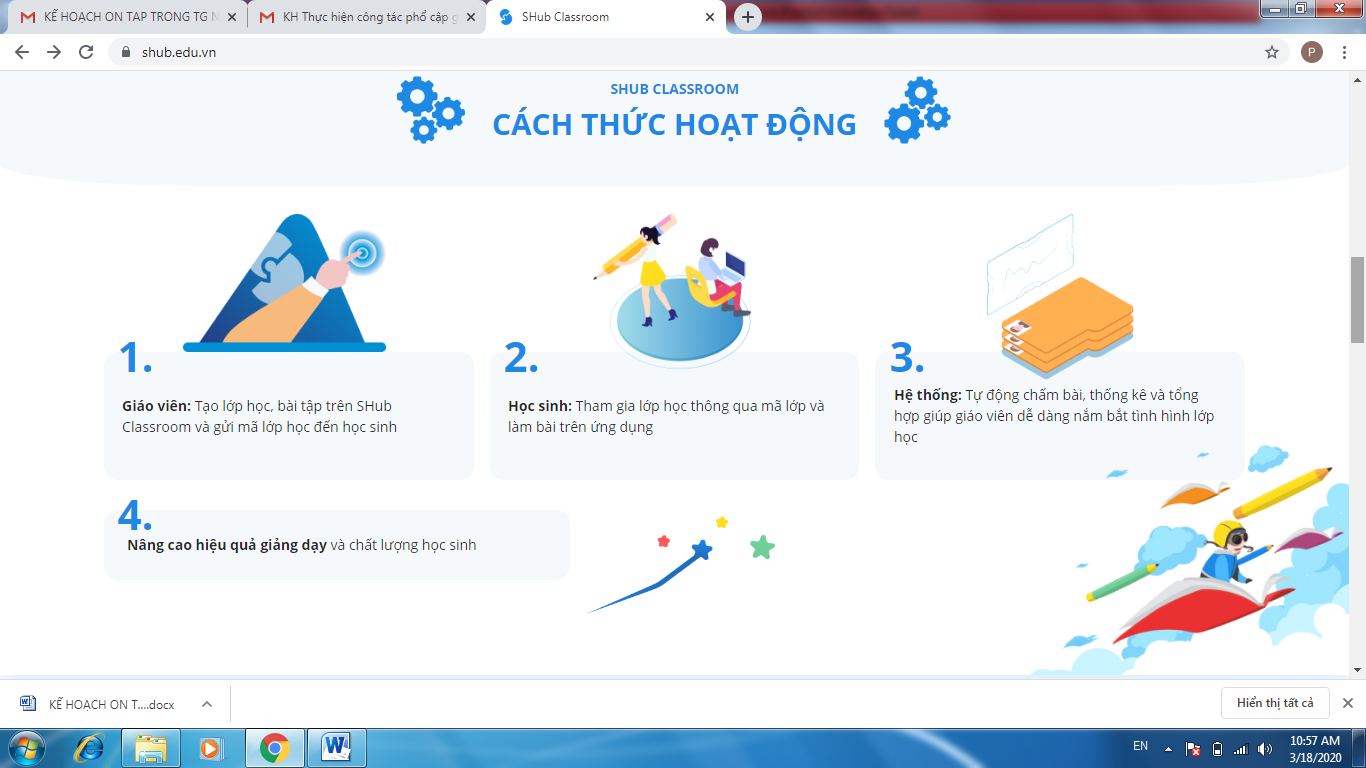 KẾ HOẠCH ON TAP TRONG TG N
KH Thực hiện công tác phổ cập g
SHub Classroom
shub.edu.vn
P
SHUB CLASSROOM
CÁCH THỨC HOẠT ĐỘNG
1.
Giáo viên: Tạo lớp học, bài tập trên SHub
Classroom và gửi mã lớp học đến học sinh
2.
Học sinh: Tham gia lớp học thông qua mã lớp và
làm bài trên ứng dụng
3.
Hệ thống: Tự động chấm bài, thống kê và tổng
hợp giúp giáo viên dễ dàng nắm bắt tình hình lớp
học
4.
Nâng cao hiệu quả giảng dạy và chất lượng học sinh
KẾ HOẠCH ON T....docx
Hiển thị tất cả
EN
10:57 AM
3/18/2020